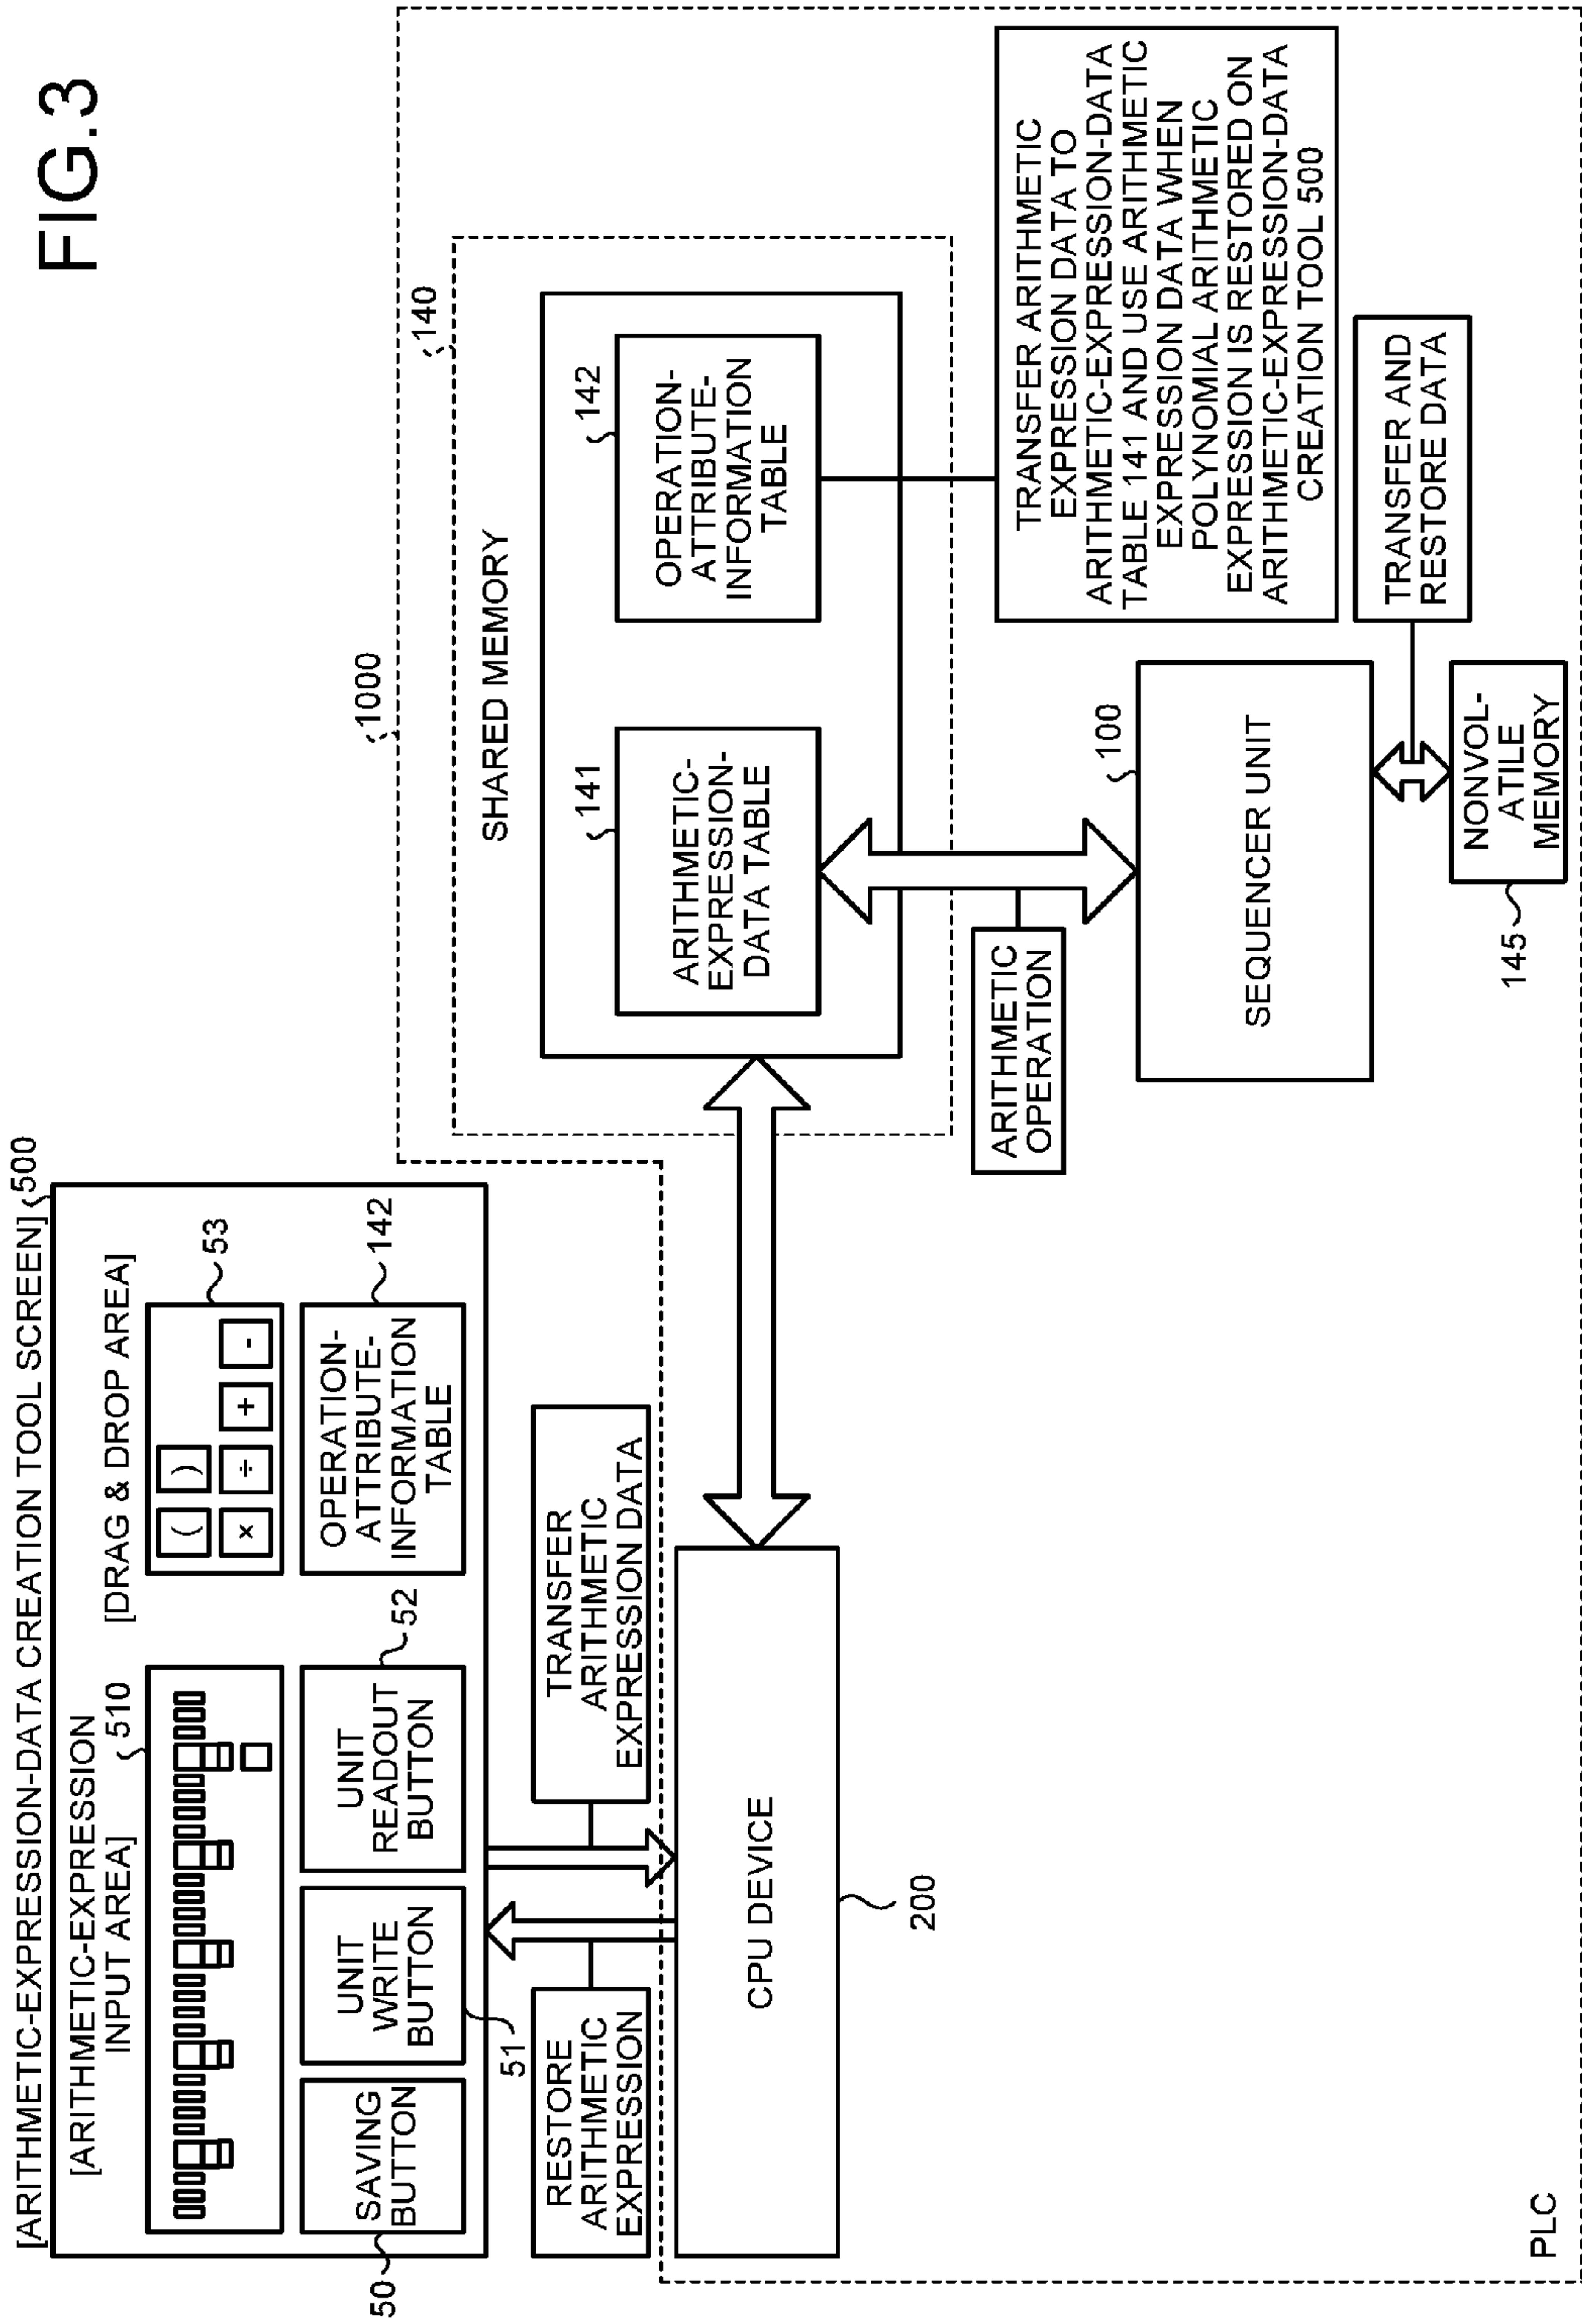 FIG.3
[ARITHMETIC-EXPRESSION-DATA CREATION TOOL SCREEN]
500
[ARITHMETIC-EXPRESSION
INPUT AREA]
510
[DRAG & DROP AREA]
53
(
)
×
÷
+
-
SAVING
BUTTON
50
UNIT
WRITE
BUTTON
51
UNIT
READOUT
BUTTON
52
OPERATION-
ATTRIBUTE-
INFORMATION
TABLE
142
RESTORE
ARITHMETIC
EXPRESSION
TRANSFER
ARITHMETIC
EXPRESSION DATA
CPU DEVICE
200
1000
140
SHARED MEMORY
141
ARITHMETIC-
EXPRESSION-
DATA TABLE
142
OPERATION-
ATTRIBUTE-
INFORMATION
TABLE
ARITHMETIC
OPERATION
TRANSFER ARITHMETIC
EXPRESSION DATA TO
ARITHMETIC-EXPRESSION-DATA
TABLE 141 AND USE ARITHMETIC
EXPRESSION DATA WHEN
POLYNOMIAL ARITHMETIC
EXPRESSION IS RESTORED ON
ARITHMETIC-EXPRESSION-DATA
CREATION TOOL 500
100
SEQUENCER UNIT
TRANSFER AND
RESTORE DATA
NONVOL-
ATILE
MEMORY
145
PLC